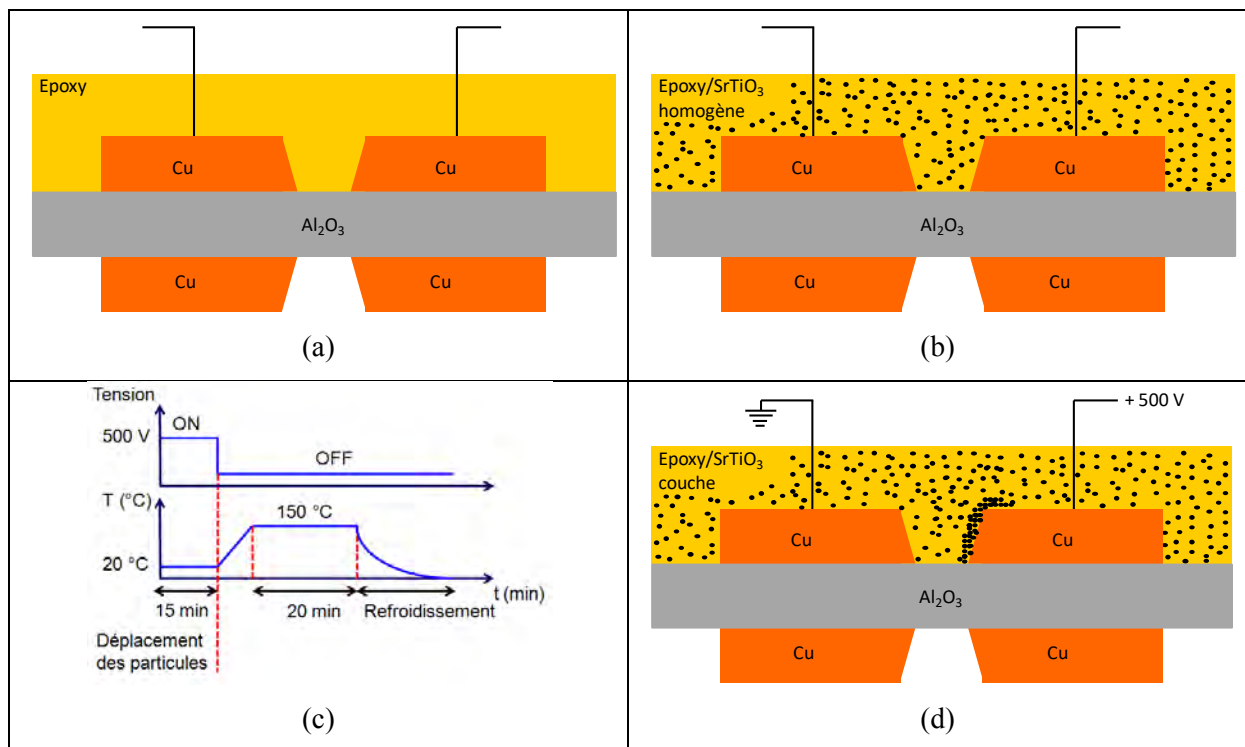 Epoxy
Cu
Cu
Al₂O₃
Cu
Cu
(a)
Epoxy/SrTiO₃
homogène
Cu
Cu
Al₂O₃
Cu
Cu
(b)
Tension
500 V
ON
OFF
T (°C)
150 °C
20 °C
t (min)
15 min
20 min
Refroidissement
Déplacement
des particules
(c)
+ 500 V
Epoxy/SrTiO₃
couche
Cu
Cu
Al₂O₃
Cu
Cu
(d)